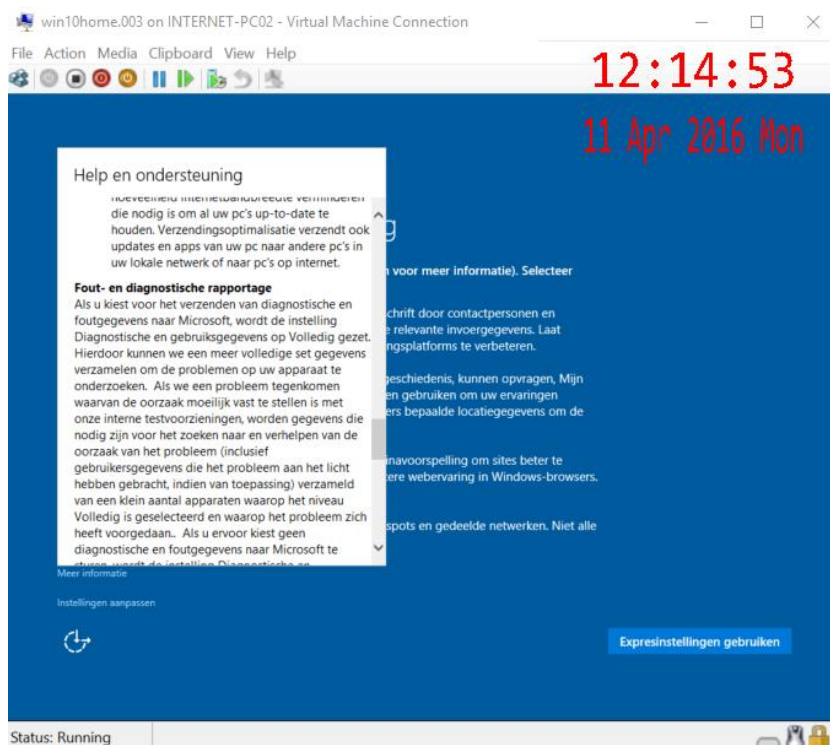 win10home.003 on INTERNET-PC02 - Virtual Machine Connection
File Action Media Clipboard View Help
12:14:53
11 Apr 2016 Mon
Help en ondersteuning
hoeveelheid internetbandbreedte verminderen
die nodig is om al uw pc's up-to-date te
houden. Verzendingsoptimalisatie verzendt ook
updates en apps van uw pc naar andere pc's in
uw lokale netwerk of naar pc's op internet.
Fout- en diagnostische rapportage
Als u kiest voor het verzenden van diagnostische en
foutgegevens naar Microsoft, wordt de instelling
Diagnostische en gebruiksgegevens op Volledig gezet.
Hierdoor kunnen we een meer volledige set gegevens
verzamelen om de problemen op uw apparaat te
onderzoeken. Als we een probleem tegenkomen
waarvan de oorzaak moeilijk vast te stellen is met
onze interne testvoorzieningen, worden gegevens die
nodig zijn voor het zoeken naar en verhelpen van de
oorzaak van het probleem (inclusief
gebruikersgegevens die het probleem aan het licht
hebben gebracht, indien van toepassing) verzameld
van een klein aantal apparaten waarop het niveau
Volledig is geselecteerd en waarop het probleem zich
heeft voorgedaan.. Als u ervoor kiest geen
diagnostische en foutgegevens naar Microsoft te
sturen, wordt de instelling Diagnostische en
g
voor meer informatie). Selecteer
chrift door contactpersonen en
relevante invoergegevens. Laat
ngsplatforms te verbeteren.
geschiedenis, kunnen opvragen, Mijn
en gebruiken om uw ervaringen
ers bepaalde locatiegegevens om de
inavoorspelling om sites beter te
tere webervaring in Windows-browsers.
spots en gedeelde netwerken. Niet alle
Meer informatie
Instellingen aanpassen
Expresinstellingen gebruiken
Status: Running